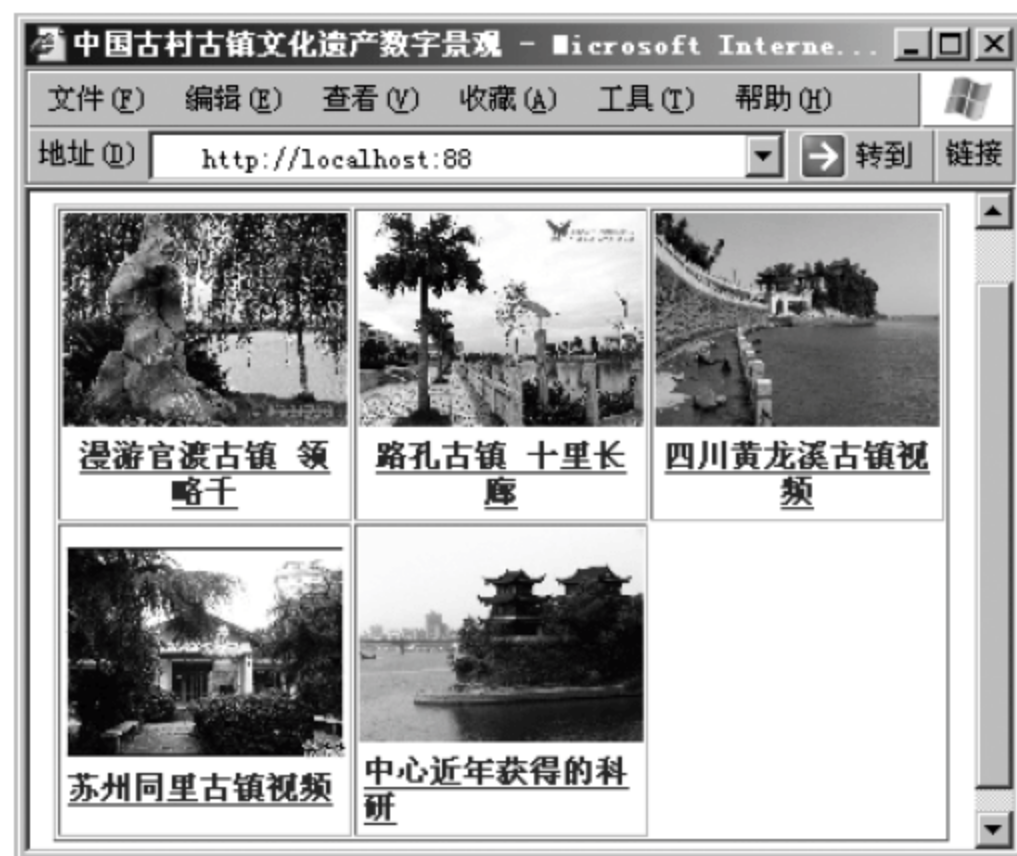 中国古村古镇文化遗产数字景观 - Microsoft Interne...
文件(F) 编辑(E) 查看(V) 收藏(A) 工具(T) 帮助(H)
地址(D) http://localhost:88 转到 链接
漫游官渡古镇 领
略千
路孔古镇 十里长
廊
四川黄龙溪古镇视
频
苏州同里古镇视频
中心近年获得的科
研